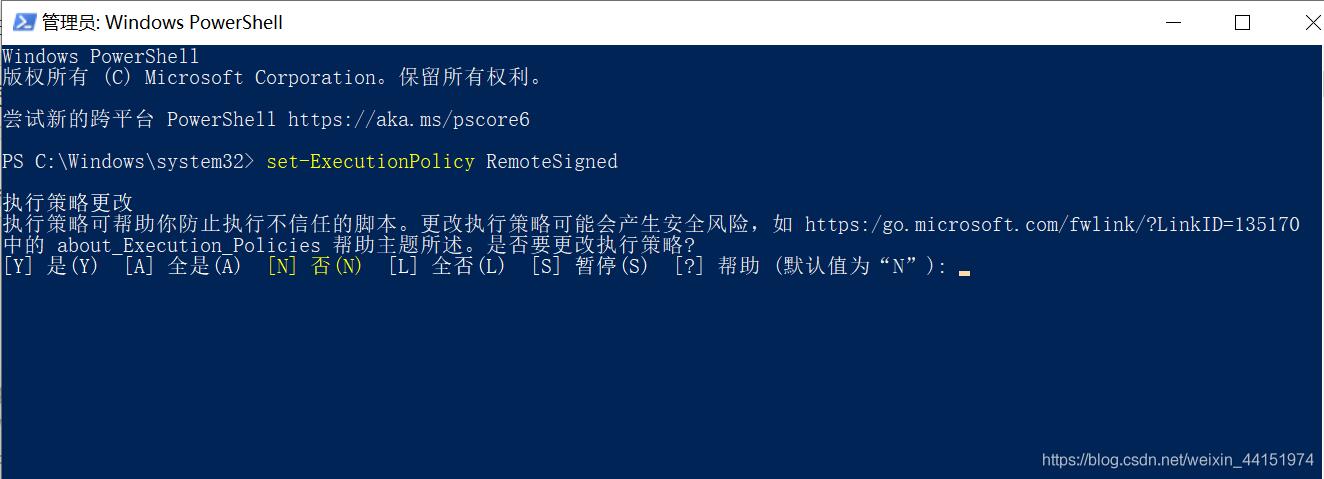 管理员: Windows PowerShell
Windows PowerShell
版权所有 (C) Microsoft Corporation。保留所有权利。
尝试新的跨平台 PowerShell https://aka.ms/pscore6
PS C:\Windows\system32> set-ExecutionPolicy RemoteSigned
执行策略更改
执行策略可帮助你防止执行不信任的脚本。更改执行策略可能会产生安全风险，如 https:/go.microsoft.com/fwlink/?LinkID=135170
中的 about_Execution_Policies 帮助主题所述。是否要更改执行策略?
[Y] 是(Y)  [A] 全是(A)  [N] 否(N)  [L] 全否(L)  [S] 暂停(S)  [?] 帮助 (默认值为“N”):
https://blog.csdn.net/weixin_44151974